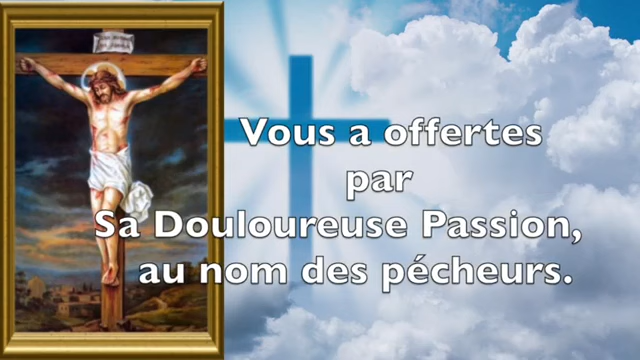 Vous a offertes
par
Sa Douloureuse Passion,
au nom des pécheurs.